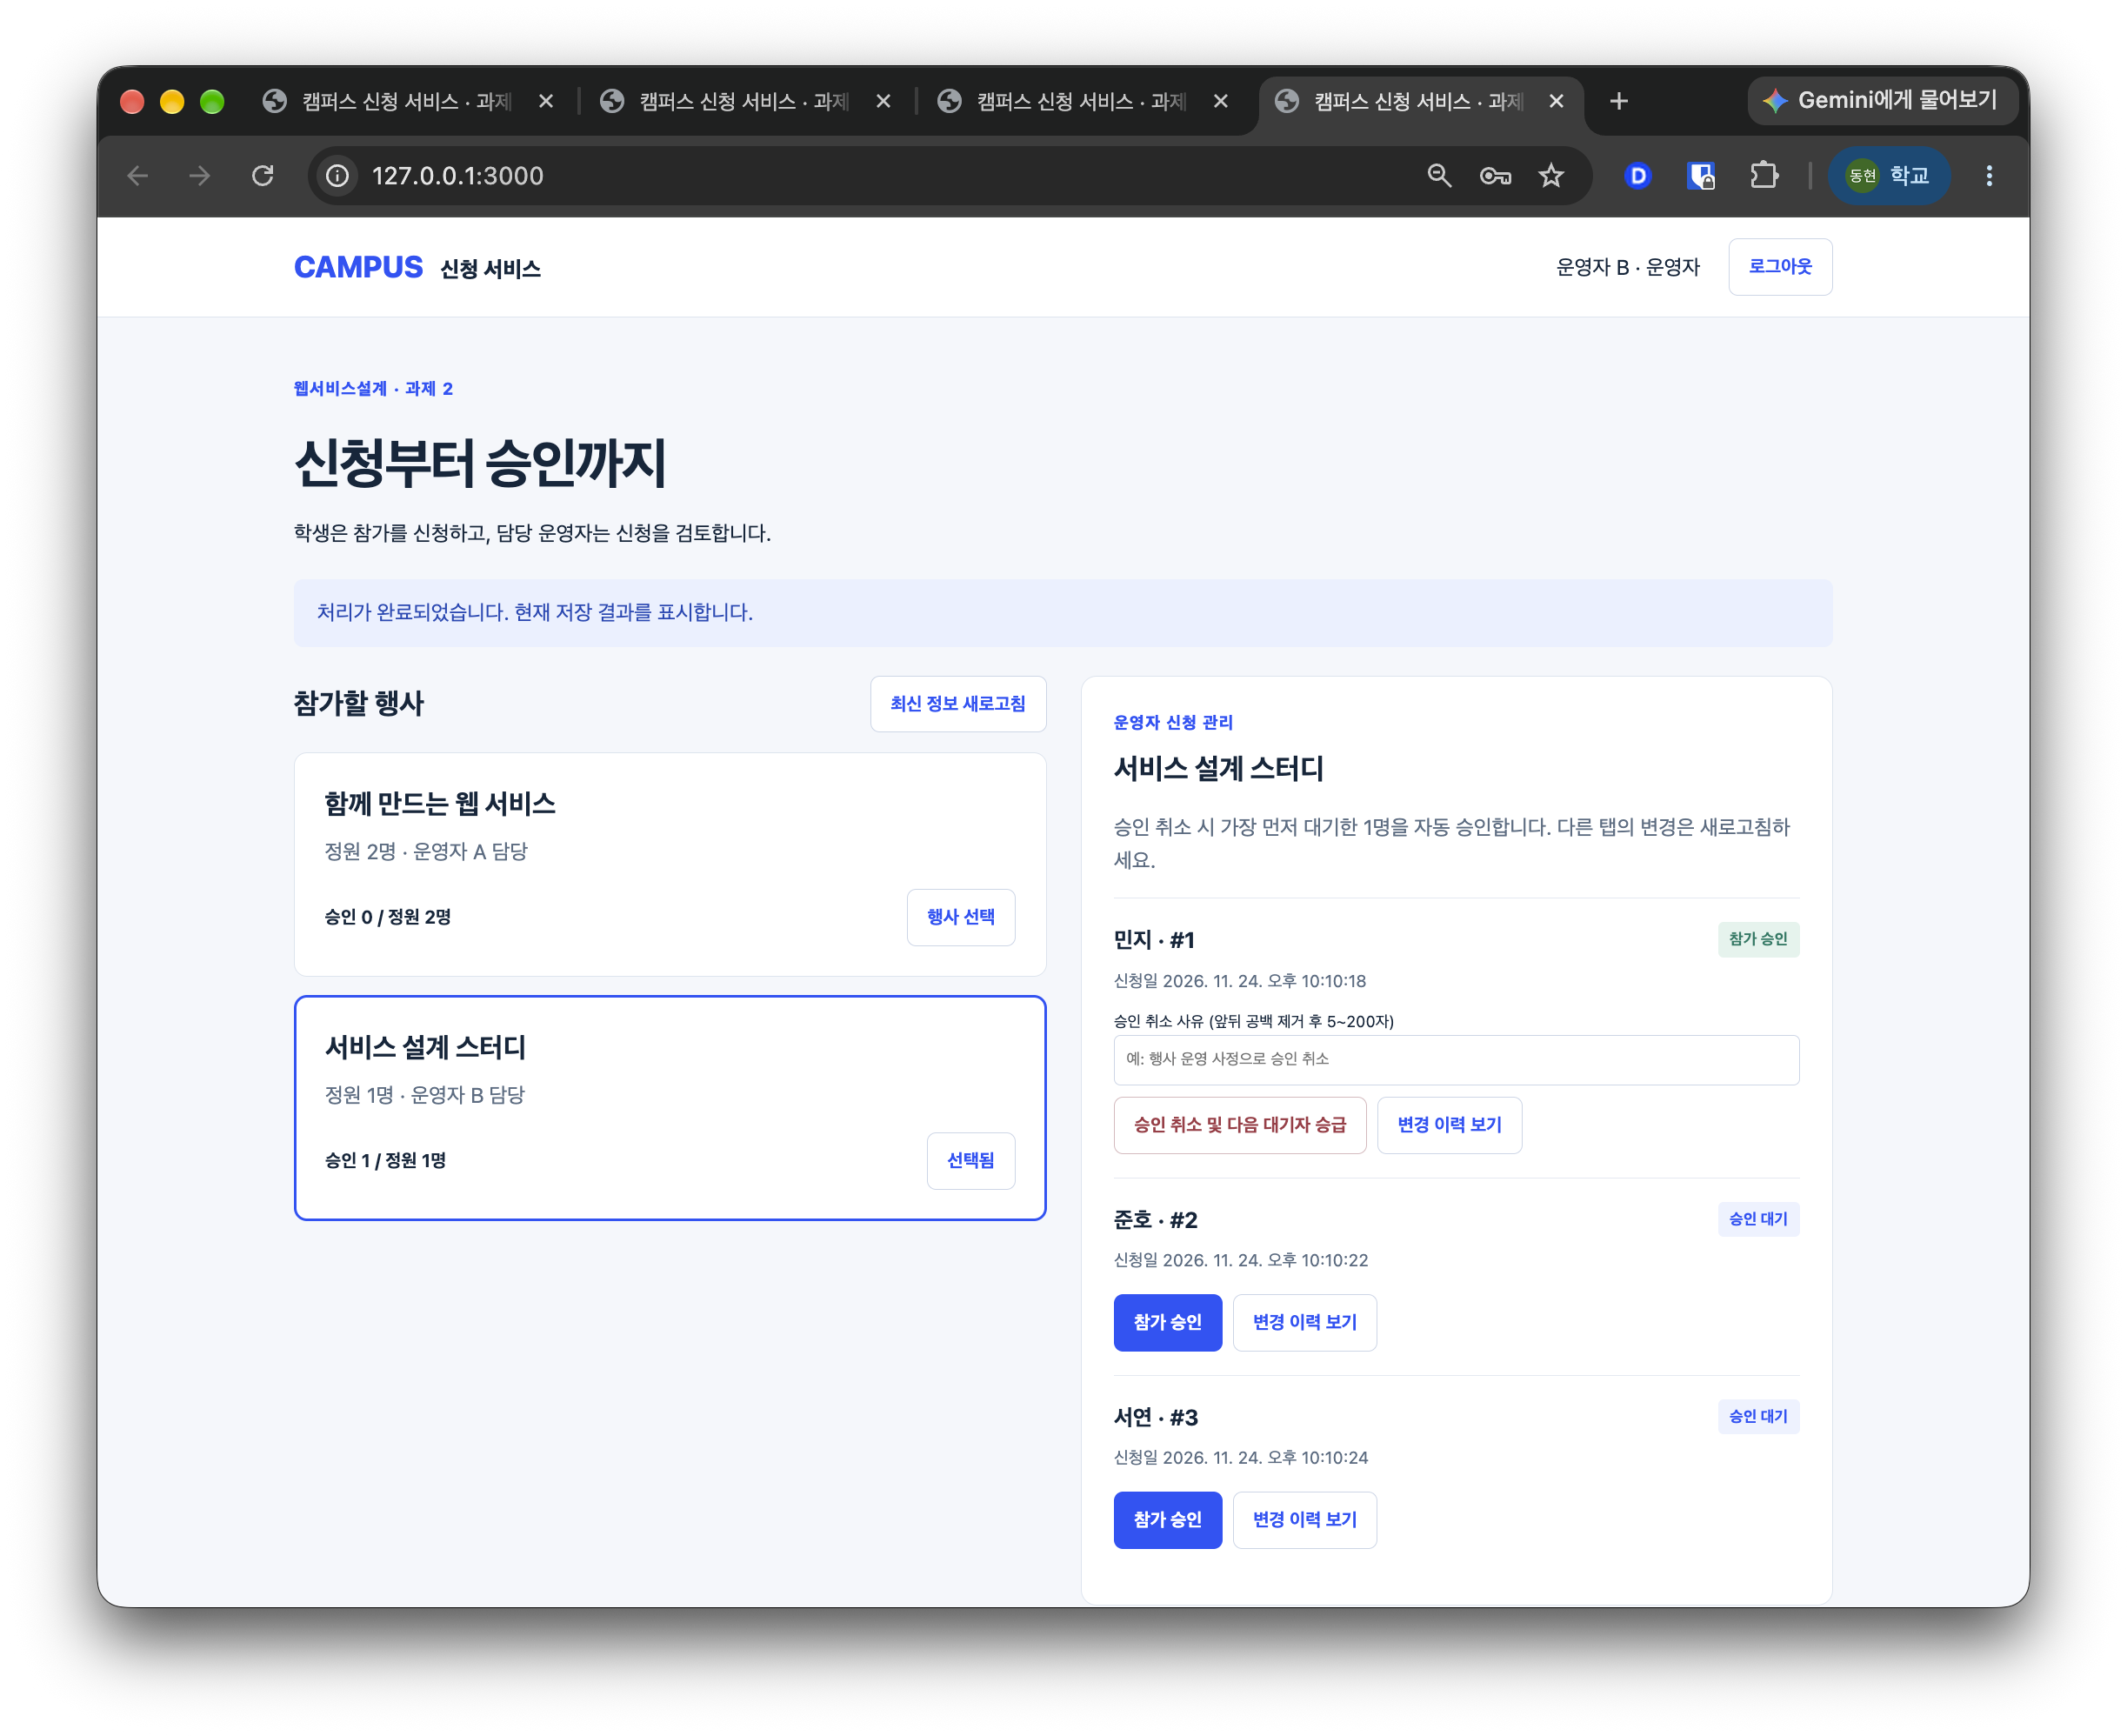 캠퍼스 신청 서비스 · 과제
캠퍼스 신청 서비스 · 과제
캠퍼스 신청 서비스 · 과제
캠퍼스 신청 서비스 · 과제
Gemini에게 물어보기
127.0.0.1:3000
D
동현 학교
CAMPUS 신청 서비스
운영자 B · 운영자
로그아웃
웹서비스설계 · 과제 2
신청부터 승인까지
학생은 참가를 신청하고, 담당 운영자는 신청을 검토합니다.
처리가 완료되었습니다. 현재 저장 결과를 표시합니다.
참가할 행사
최신 정보 새로고침
함께 만드는 웹 서비스
정원 2명 · 운영자 A 담당
승인 0 / 정원 2명
행사 선택
서비스 설계 스터디
정원 1명 · 운영자 B 담당
승인 1 / 정원 1명
선택됨
운영자 신청 관리
서비스 설계 스터디
승인 취소 시 가장 먼저 대기한 1명을 자동 승인합니다. 다른 탭의 변경은 새로고침하
세요.
민지 · #1
참가 승인
신청일 2026. 11. 24. 오후 10:10:18
승인 취소 사유 (앞뒤 공백 제거 후 5~200자)
예: 행사 운영 사정으로 승인 취소
승인 취소 및 다음 대기자 승급
변경 이력 보기
준호 · #2
승인 대기
신청일 2026. 11. 24. 오후 10:10:22
참가 승인
변경 이력 보기
서연 · #3
승인 대기
신청일 2026. 11. 24. 오후 10:10:24
참가 승인
변경 이력 보기